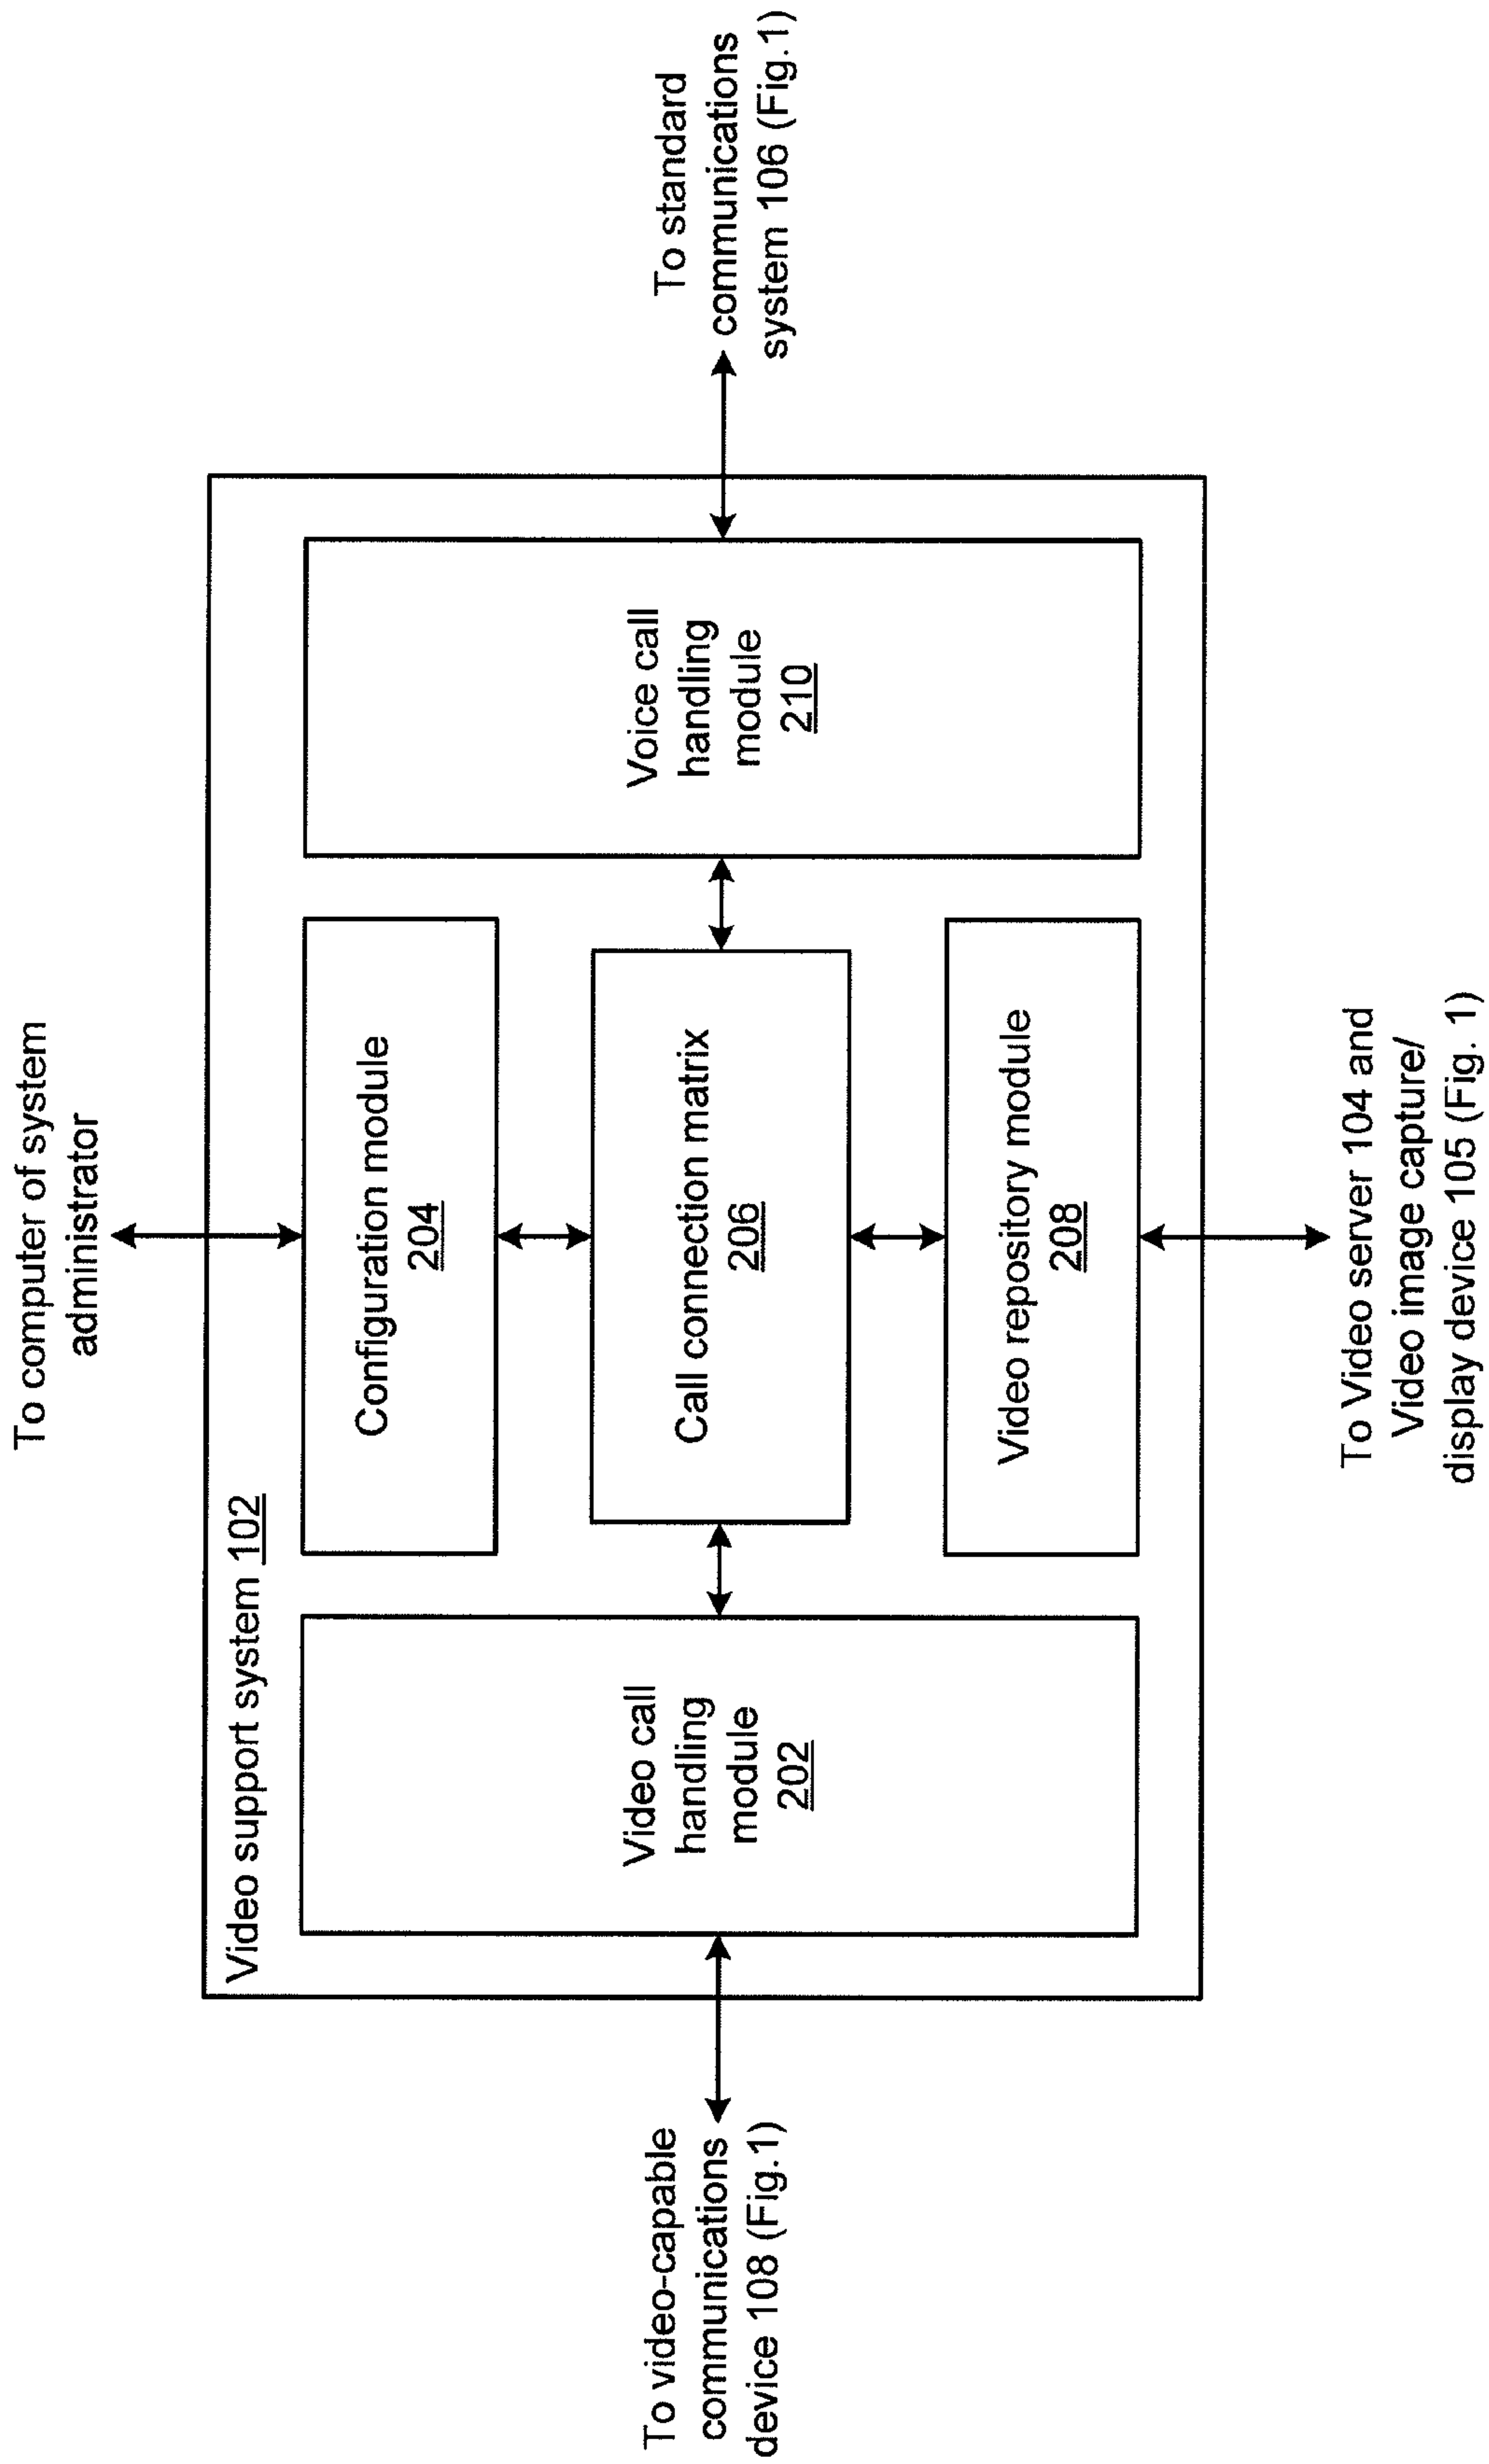 To computer of system
administrator
Video support system 102
Configuration module
204
To video-capable
communications
device 108 (Fig.1)
Video call
handling
module
202
Call connection matrix
206
Voice call
handling
module
210
To standard
communications
system 106 (Fig.1)
Video repository module
208
To Video server 104 and
Video image capture/
display device 105 (Fig. 1)